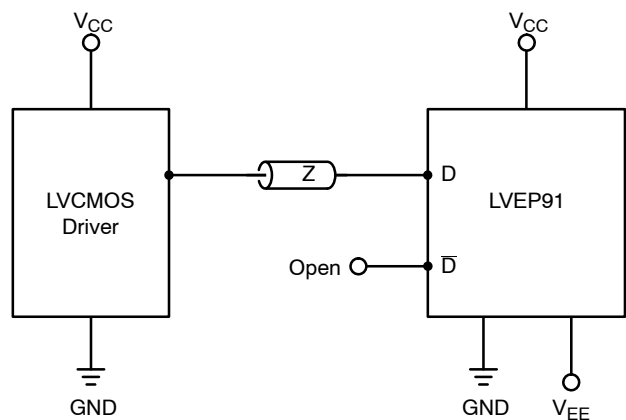 VCC
VCC
LVCMOS
Driver
Z
D
LVEP91
Open
D̅
GND
GND
VEE